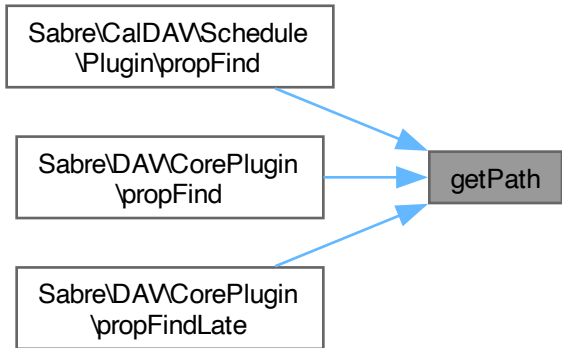 Sabre\CalDAV\Schedule
\Plugin\propFind
Sabre\DAV\CorePlugin
\propFind
getPath
Sabre\DAV\CorePlugin
\propFindLate